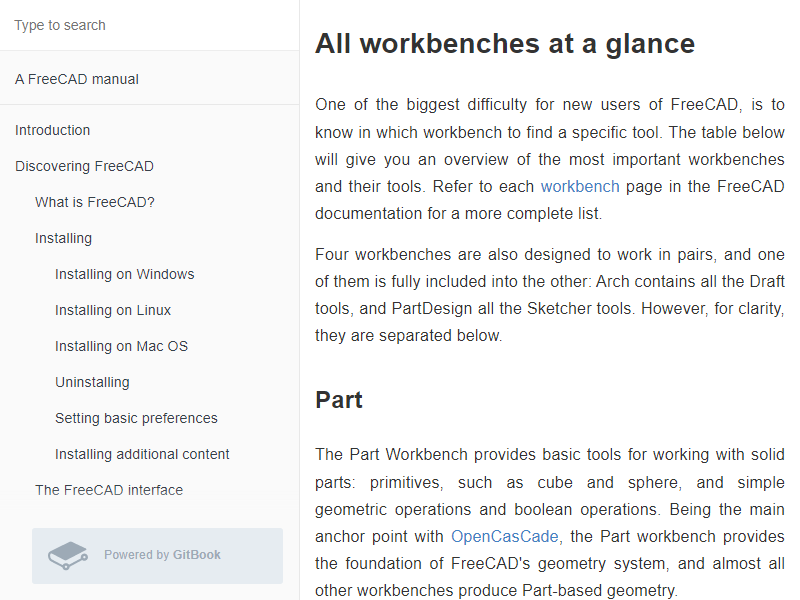 Type to search
A FreeCAD manual
Introduction
Discovering FreeCAD
What is FreeCAD?
Installing
Installing on Windows
Installing on Linux
Installing on Mac OS
Uninstalling
Setting basic preferences
Installing additional content
The FreeCAD interface
Powered by GitBook
All workbenches at a glance
One of the biggest difficulty for new users of FreeCAD, is to
know in which workbench to find a specific tool. The table below
will give you an overview of the most important workbenches
and their tools. Refer to each workbench page in the FreeCAD
documentation for a more complete list.
Four workbenches are also designed to work in pairs, and one
of them is fully included into the other: Arch contains all the Draft
tools, and PartDesign all the Sketcher tools. However, for clarity,
they are separated below.
Part
The Part Workbench provides basic tools for working with solid
parts: primitives, such as cube and sphere, and simple
geometric operations and boolean operations. Being the main
anchor point with OpenCasCade, the Part workbench provides
the foundation of FreeCAD's geometry system, and almost all
other workbenches produce Part-based geometry.